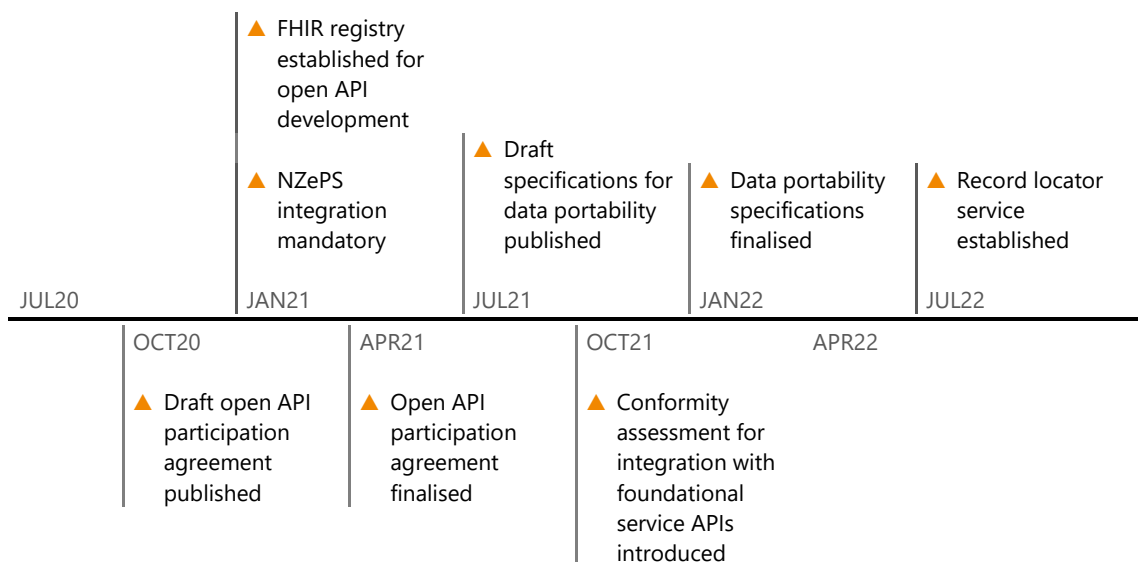 FHIR registry
established for
open API
development
NZePS
integration
mandatory
Draft
specifications for
data portability
published
Data portability
specifications
finalised
Record locator
service
established
JUL20
JAN21
JUL21
JAN22
JUL22
OCT20
APR21
OCT21
APR22
Draft open API
participation
agreement
published
Open API
participation
agreement
finalised
Conformity
assessment for
integration with
foundational
service APIs
introduced